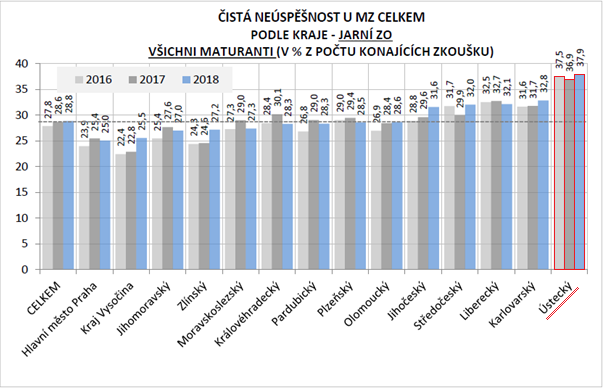 ČISTÁ NEÚSPĚŠNOST U MZ CELKEM
PODLE KRAJE - JARNÍ ZO
VŠICHNI MATURANTI (V % Z POČTU KONAJÍCÍCH ZKOUŠKU)
2016 2017 2018
40
35
30
25
20
15
10
5
0
27,8 28,6 28,8
23,9 25,4 25,0
22,4 22,8 25,5
25,4 27,6 27,0
24,3 24,6 27,2
27,3 29,0 27,3
28,4 30,1 28,3
26,8 29,0 28,3
29,0 29,4 28,5
26,9 28,4 28,6
28,8 29,6 31,6
31,7 29,9 32,0
32,5 32,7 32,1
31,6 31,7 32,8
37,5 36,9 37,9
CELKEM
Hlavní město Praha
Kraj Vysočina
Jihomoravský
Zlínský
Moravskoslezský
Královéhradecký
Pardubický
Plzeňský
Olomoucký
Jihočeský
Středočeský
Liberecký
Karlovarský
Ústecký